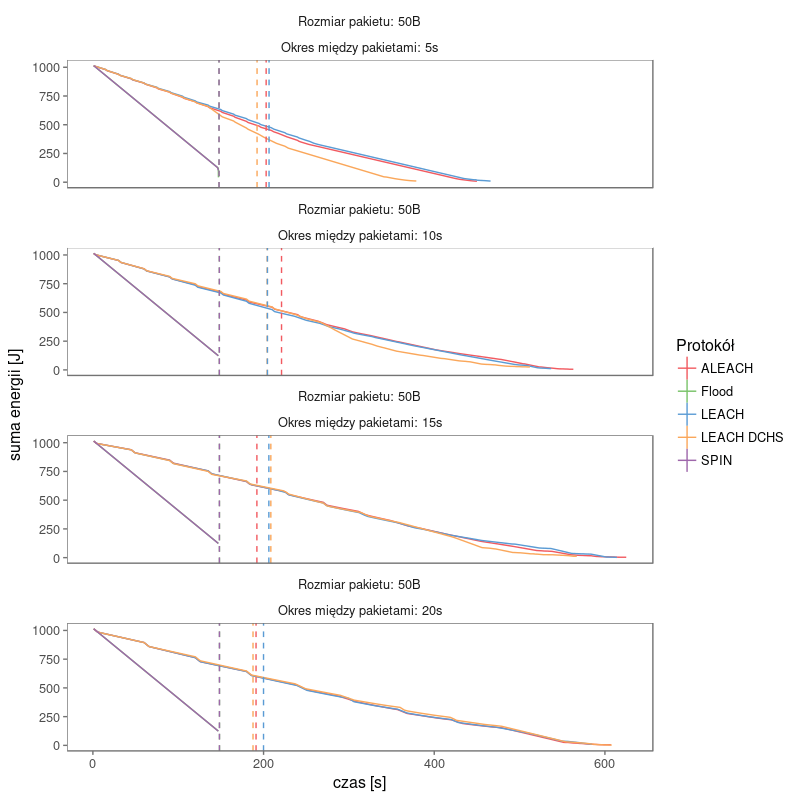 Rozmiar pakietu: 50B
Okres między pakietami: 5s
1000
750
500
250
0
Rozmiar pakietu: 50B
Okres między pakietami: 10s
1000
750
500
250
0
Rozmiar pakietu: 50B
Okres między pakietami: 15s
1000
750
500
250
0
Rozmiar pakietu: 50B
Okres między pakietami: 20s
1000
750
500
250
0
0 200 400 600
czas [s]
suma energii [J]
Protokół
ALEACH
Flood
LEACH
LEACH DCHS
SPIN